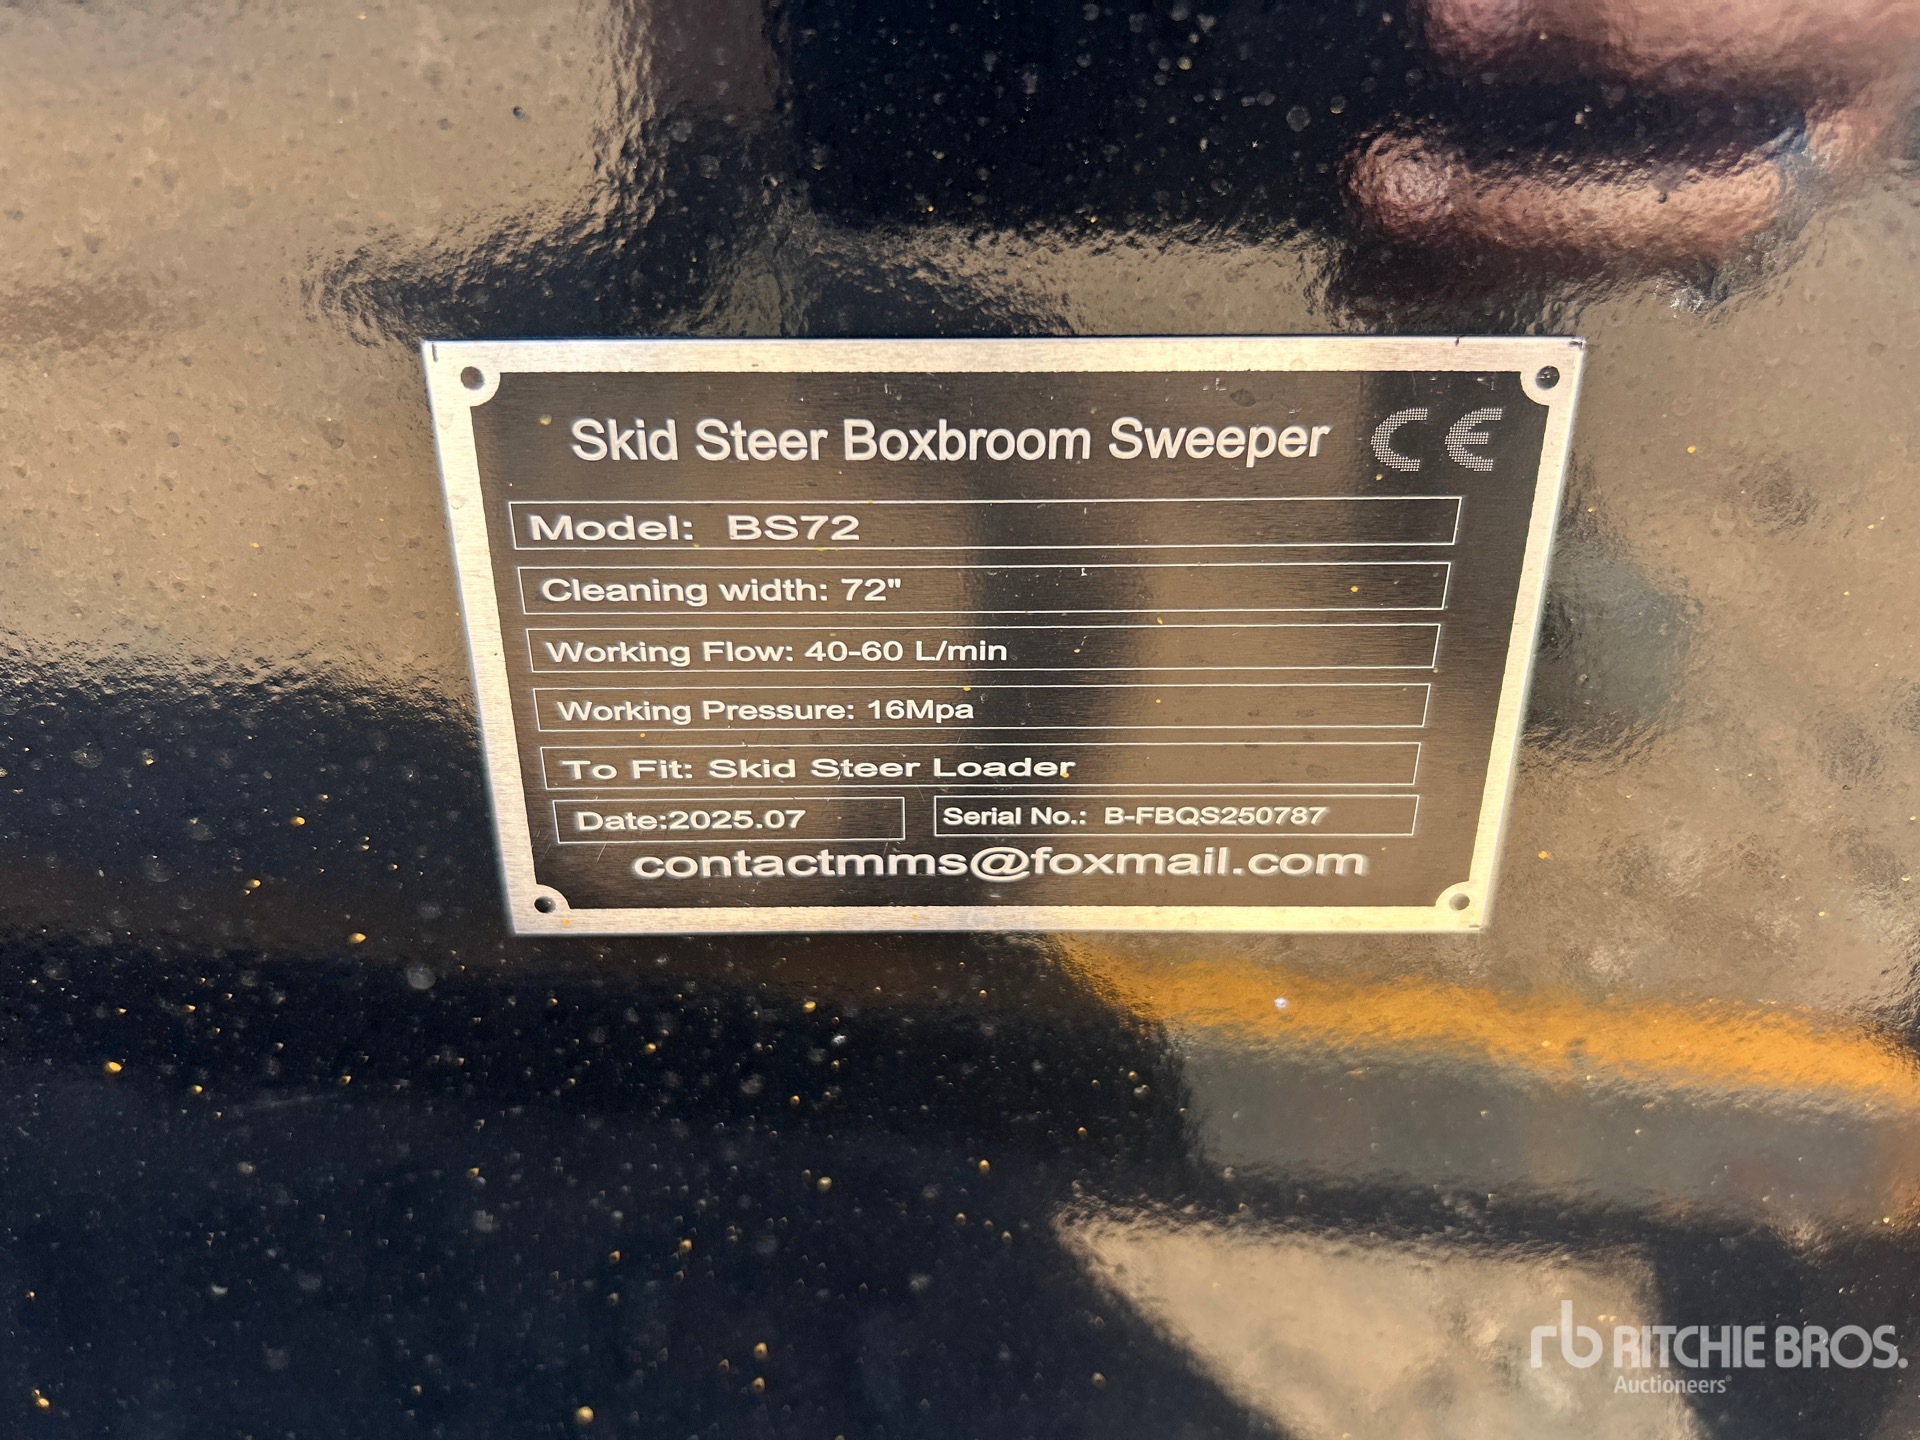 Skid Steer Boxbroom Sweeper CE
Model: BS72
Cleaning width: 72"
Working Flow: 40-60 L/min
Working Pressure: 16Mpa
To Fit: Skid Steer Loader
Date:2025.07 Serial No.: B-FBQS250787
contactmms@foxmail.com
rb RITCHIE BROS.
Auctioneers